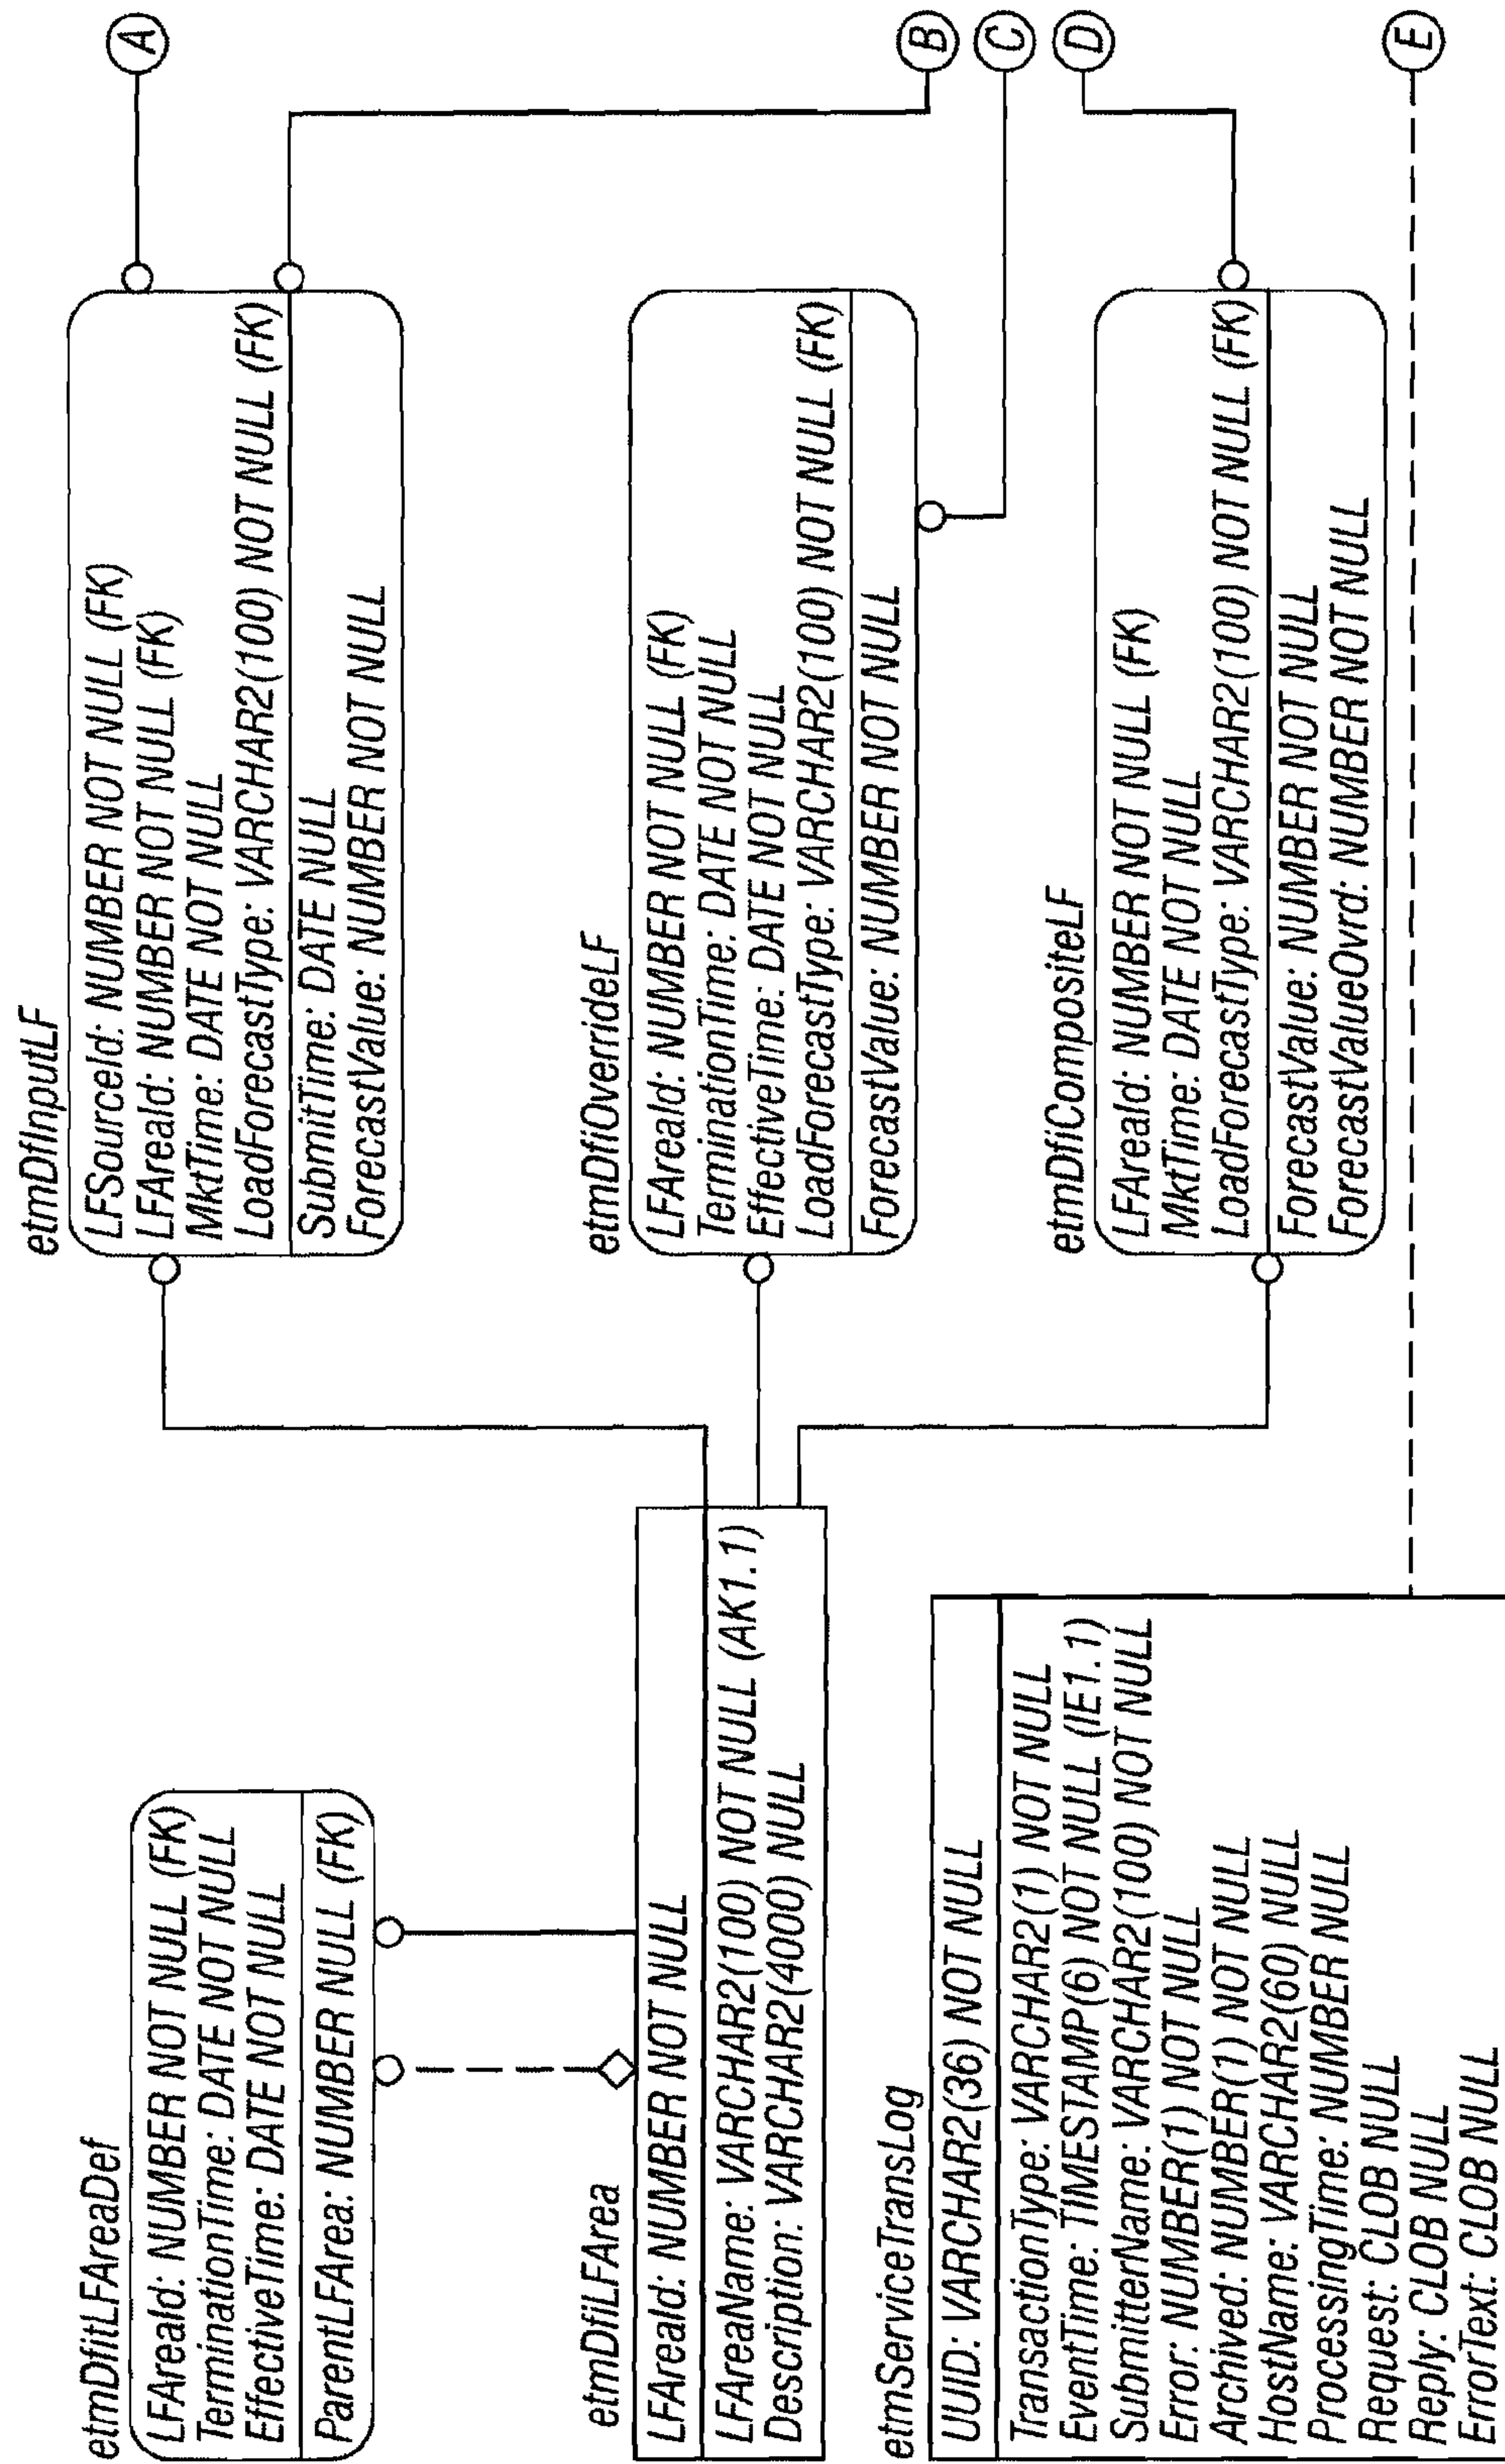 etmDfitLFAreaDef
LFAreaId: NUMBER NOT NULL (FK)
TerminationTime: DATE NOT NULL
EffectiveTime: DATE NOT NULL
ParentLFArea: NUMBER NULL (FK)
etmDfiLFArea
LFAreaId: NUMBER NOT NULL
LFAreaName: VARCHAR2(100) NOT NULL (AK1.1)
Description: VARCHAR2(4000) NULL
etmServiceTransLog
UUID: VARCHAR2(36) NOT NULL
TransactionType: VARCHAR2(1) NOT NULL
EventTime: TIMESTAMP(6) NOT NULL (IE1.1)
SubmitterName: VARCHAR2(100) NOT NULL
Error: NUMBER(1) NOT NULL
Archived: NUMBER(1) NOT NULL
HostName: VARCHAR2(60) NULL
ProcessingTime: NUMBER NULL
Request: CLOB NULL
Reply: CLOB NULL
ErrorText: CLOB NULL
etmDfiInputLF
LFSourceId: NUMBER NOT NULL (FK)
LFAreaId: NUMBER NOT NULL (FK)
MktTime: DATE NOT NULL
LoadForecastType: VARCHAR2(100) NOT NULL (FK)
SubmitTime: DATE NULL
ForecastValue: NUMBER NOT NULL
etmDfiOverrideLF
LFAreaId: NUMBER NOT NULL (FK)
TerminationTime: DATE NOT NULL
EffectiveTime: DATE NOT NULL
LoadForecastType: VARCHAR2(100) NOT NULL (FK)
ForecastValue: NUMBER NOT NULL
etmDfiCompositeLF
LFAreaId: NUMBER NOT NULL (FK)
MktTime: DATE NOT NULL
LoadForecastType: VARCHAR2(100) NOT NULL (FK)
ForecastValue: NUMBER NOT NULL
ForecastValueOvrd: NUMBER NOT NULL
A
B
C
D
E